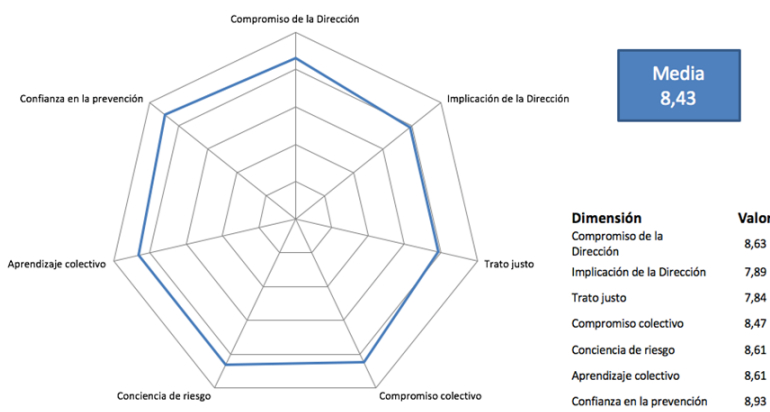 Compromiso de la Dirección
Media
8,43
Confianza en la prevención
Implicación de la Dirección
Dimensión Valor
Compromiso de la
Dirección 8,63
Aprendizaje colectivo
Trato justo
Implicación de la Dirección 7,89
Trato justo 7,84
Compromiso colectivo 8,47
Conciencia de riesgo 8,61
Aprendizaje colectivo 8,61
Conciencia de riesgo
Compromiso colectivo
Confianza en la prevención 8,93